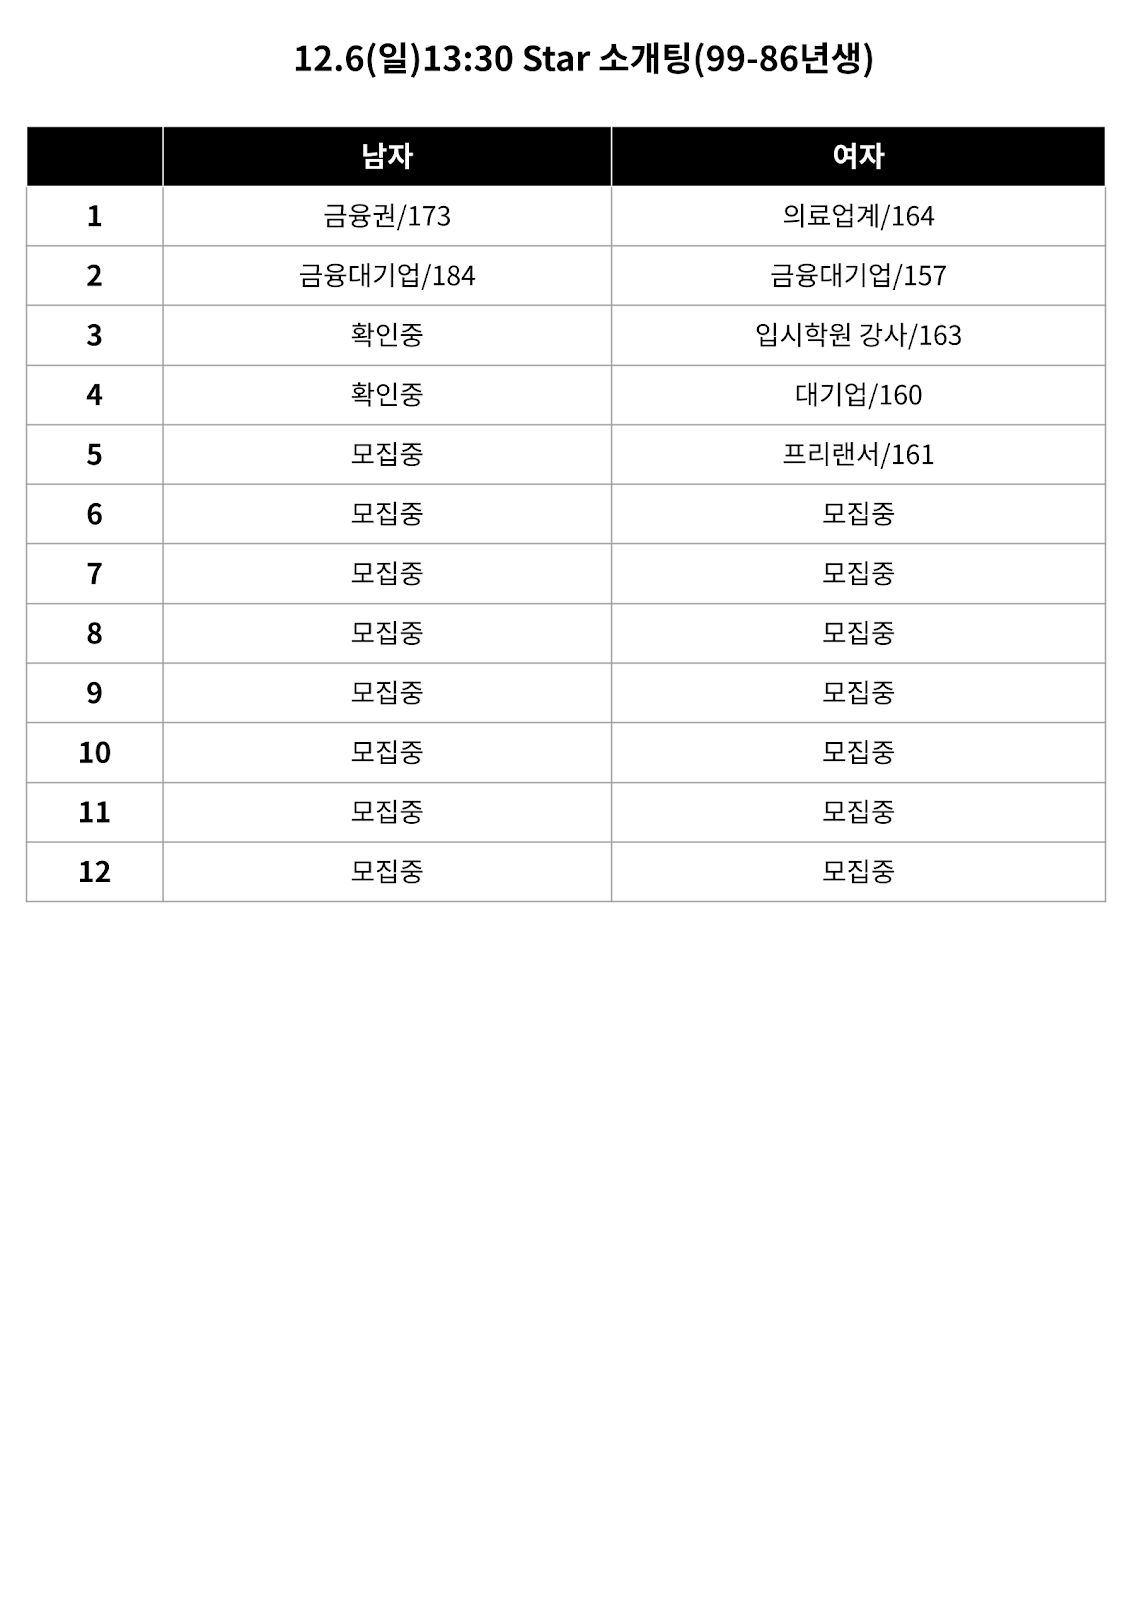 12.6(일)13:30 Star 소개팅(99-86년생)
남자 여자
1 금융권/173 의료업계/164
2 금융대기업/184 금융대기업/157
3 확인중 입시학원 강사/163
4 확인중 대기업/160
5 모집중 프리랜서/161
6 모집중 모집중
7 모집중 모집중
8 모집중 모집중
9 모집중 모집중
10 모집중 모집중
11 모집중 모집중
12 모집중 모집중